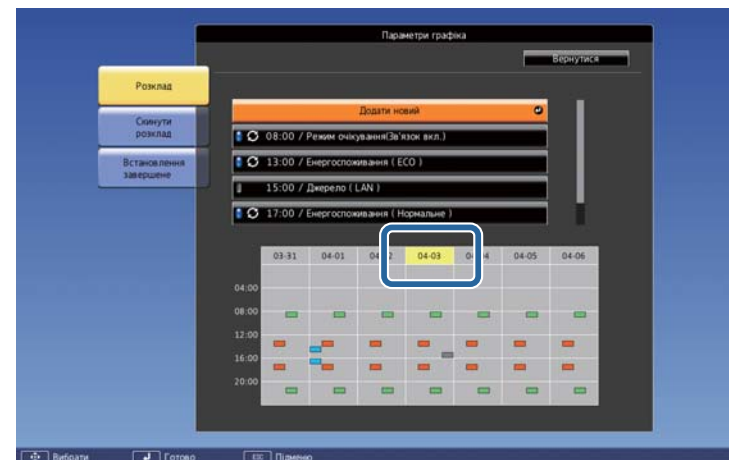 Параметри графіка
Вернутися
Розклад
Скинути
розклад
Встановлення
завершене
Додати новий
08:00 / Режим очікування(Зв'язок вкл.)
13:00 / Енергоспоживання ( ECO )
15:00 / Джерело ( LAN )
17:00 / Енергоспоживання ( Нормальне )
03-31 04-01 04-03 04-05 04-06
04:00
08:00
12:00
16:00
20:00
Вибрати Готово Esc Підменю